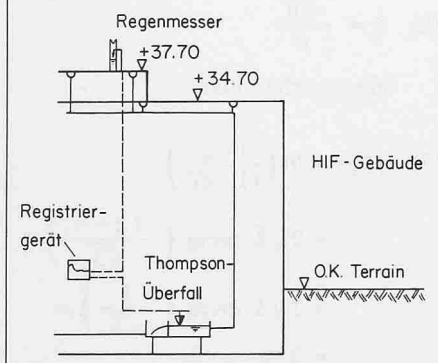 Regenmesser
+37.70
+34.70
HIF-Gebäude
Registrier-
gerät
Thompson-
Überfall
O.K. Terrain